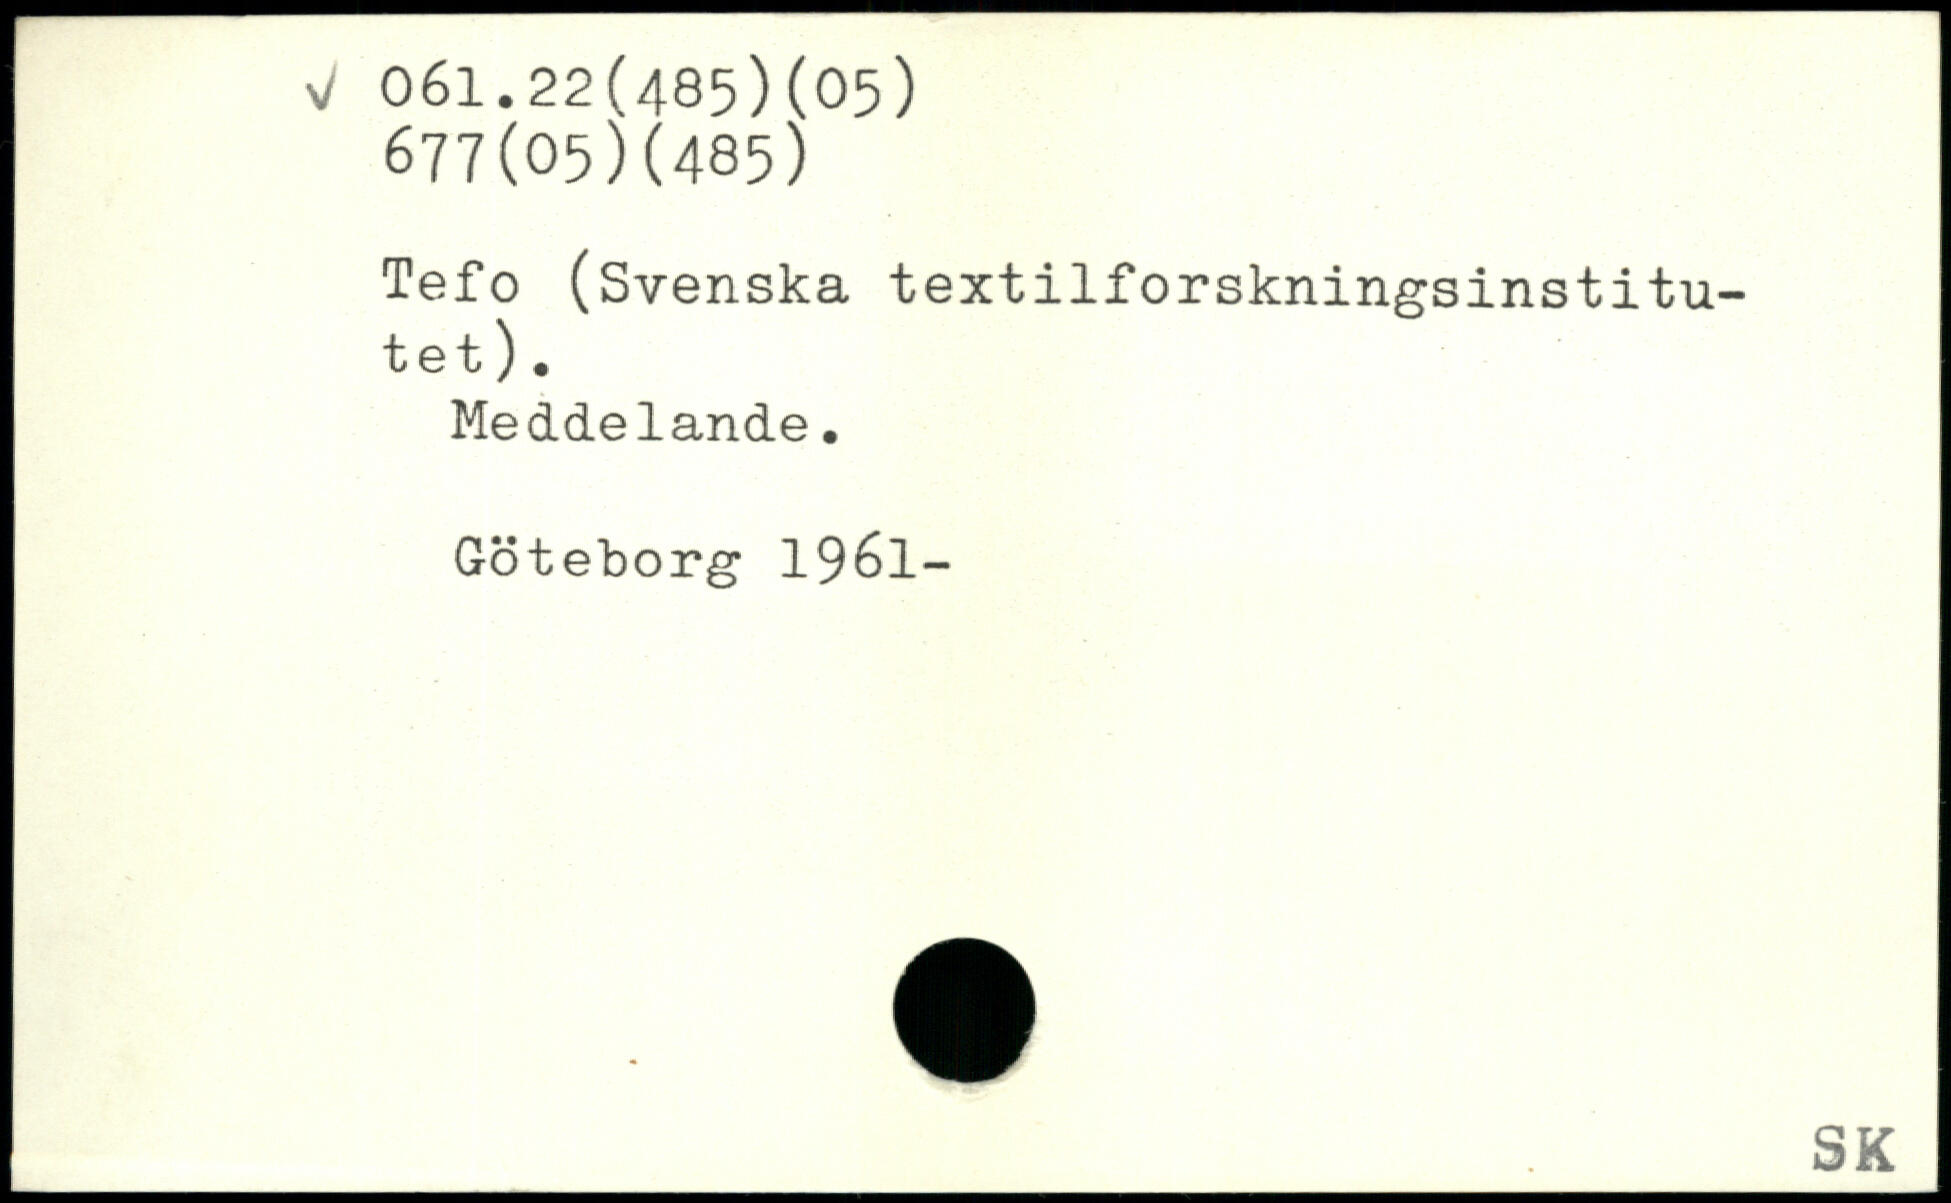 ✓ 061.22(485)(05)
677(05)(485)
Tefo (Svenska textilforskningsinstitu-
tet).
Meddelande.
Göteborg 1961-
SK